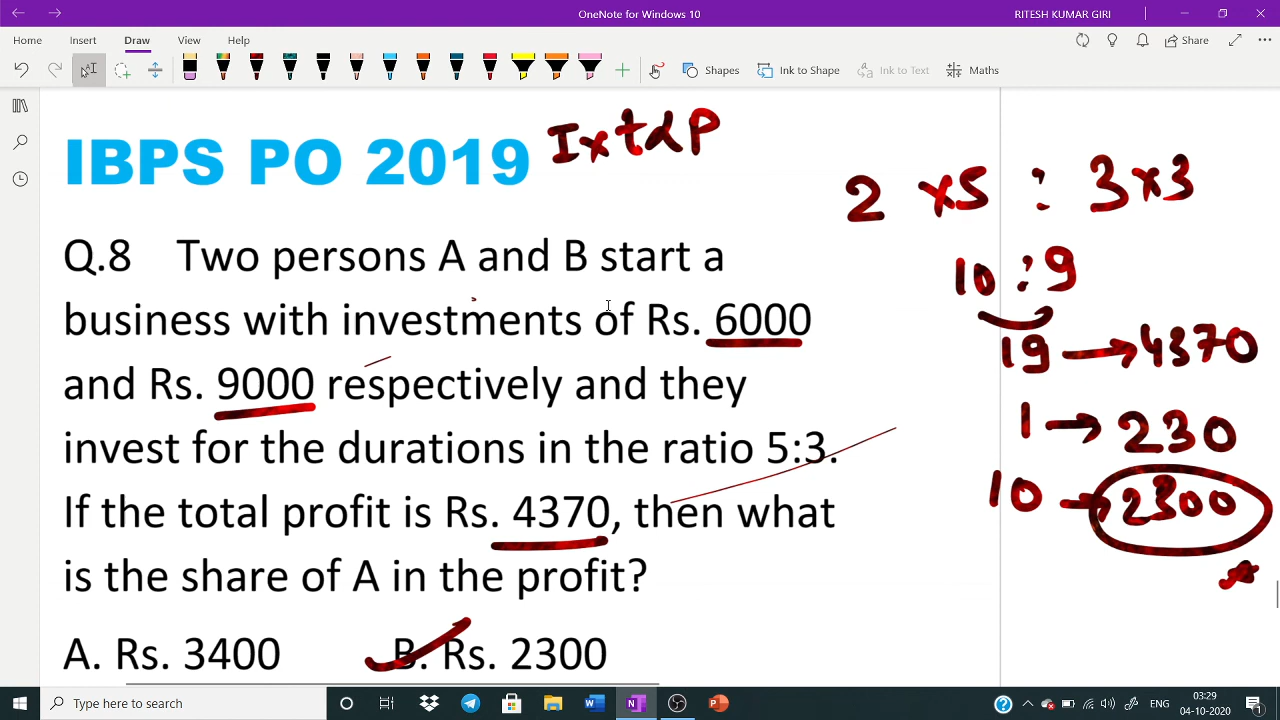 OneNote for Windows 10
RITESH KUMAR GIRI
Home Insert Draw View Help
Share
Shapes Ink to Shape Ink to Text Maths
IBPS PO 2019
I×t α P
2 ×5 : 3×3
10 : 9
19 → 4370
1 → 230
10 → 2300
Q.8 Two persons A and B start a
business with investments of Rs. 6000
and Rs. 9000 respectively and they
invest for the durations in the ratio 5:3.
If the total profit is Rs. 4370, then what
is the share of A in the profit?
A. Rs. 3400 B. Rs. 2300
Type here to search
ENG
03:29
04-10-2020